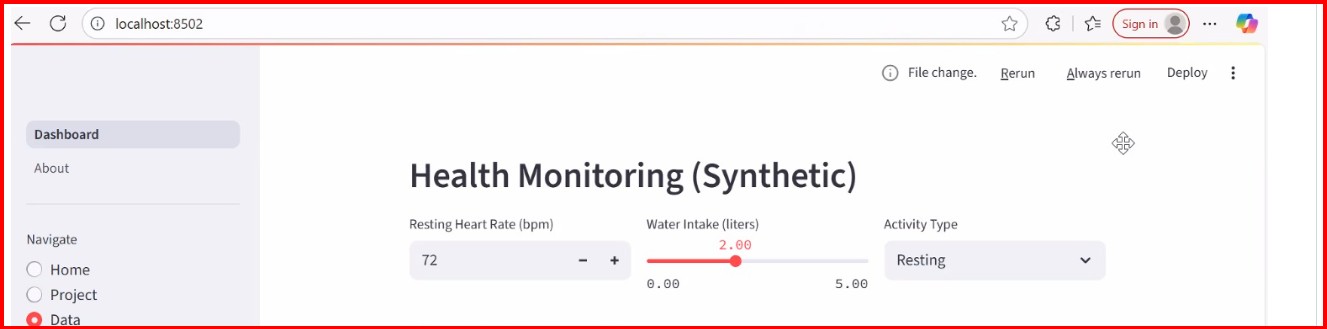 localhost:8502
Sign in
File change. Rerun Always rerun Deploy
Dashboard
About
Navigate
Home
Project
Data
Health Monitoring (Synthetic)
Resting Heart Rate (bpm) Water Intake (liters) Activity Type
2.00
72 − + Resting
0.00 5.00